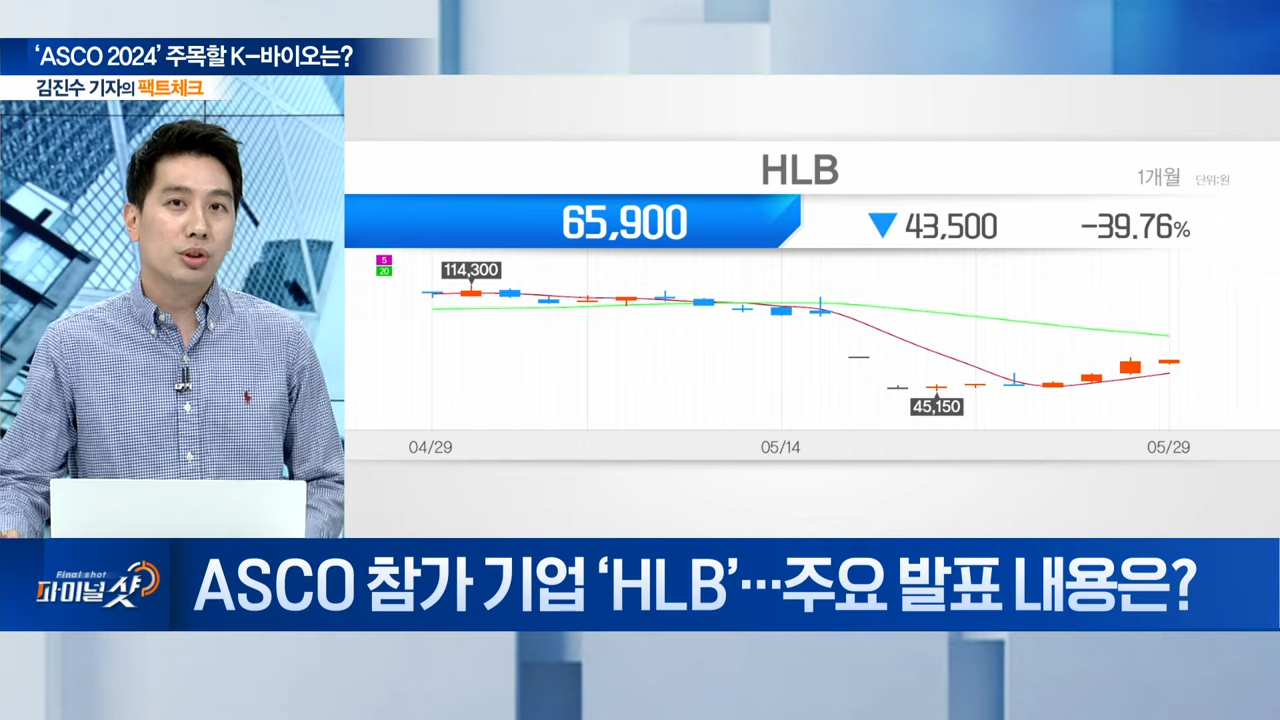 ‘ASCO 2024’ 주목할 K-바이오는?
김진수 기자의 팩트체크
HLB
1개월 단위:원
65,900 ▼ 43,500 -39.76%
5
20
114,300
45,150
04/29 05/14 05/29
Final shot
파이널 샷
ASCO 참가 기업 ‘HLB’…주요 발표 내용은?